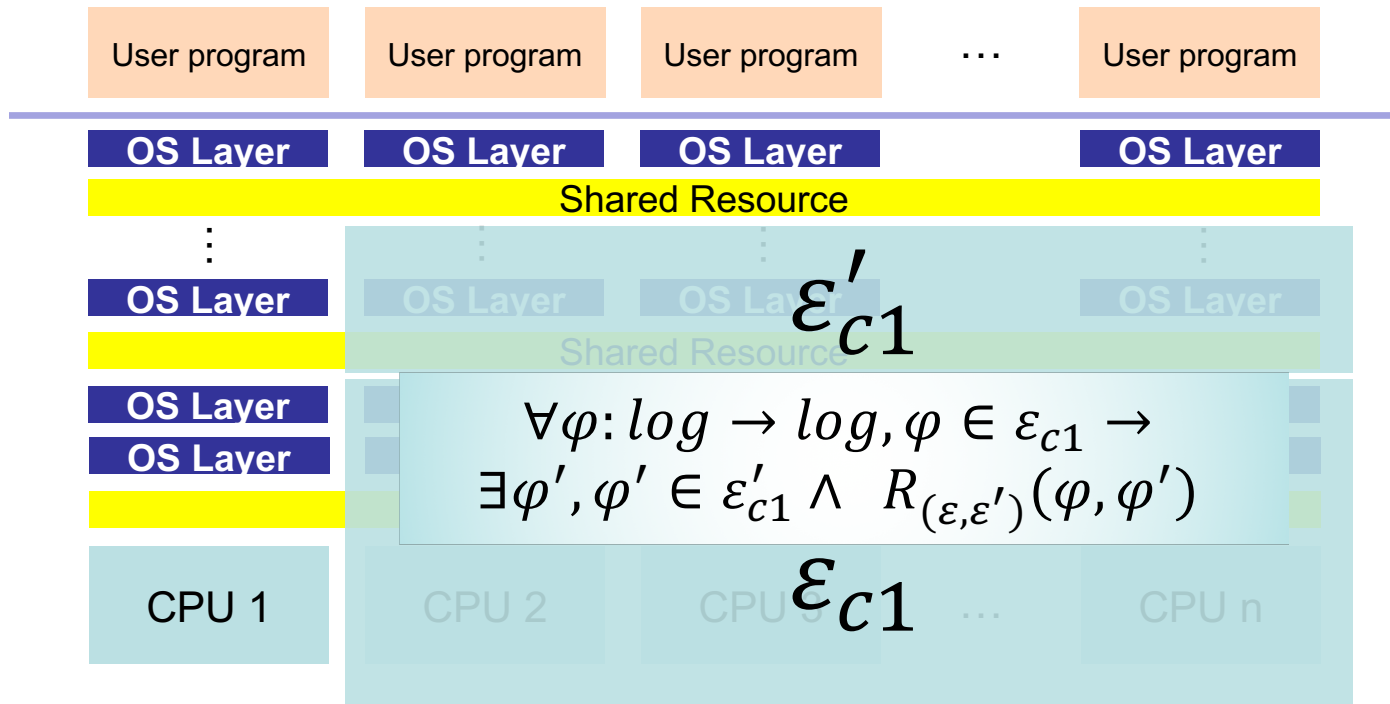 User program User program User program ⋯ User program
OS Layer OS Layer OS Layer OS Layer
Shared Resource
⋮ ⋮ ⋮ ⋮
ε′c1
OS Layer OS Layer OS Layer OS Layer
Shared Resource
OS Layer
∀φ: log → log, φ ∈ εc1 →
OS Layer
∃φ′, φ′ ∈ ε′c1 ∧ R(ε,ε′)(φ, φ′)
εc1
CPU 1 CPU 2 CPU 3 ... CPU n